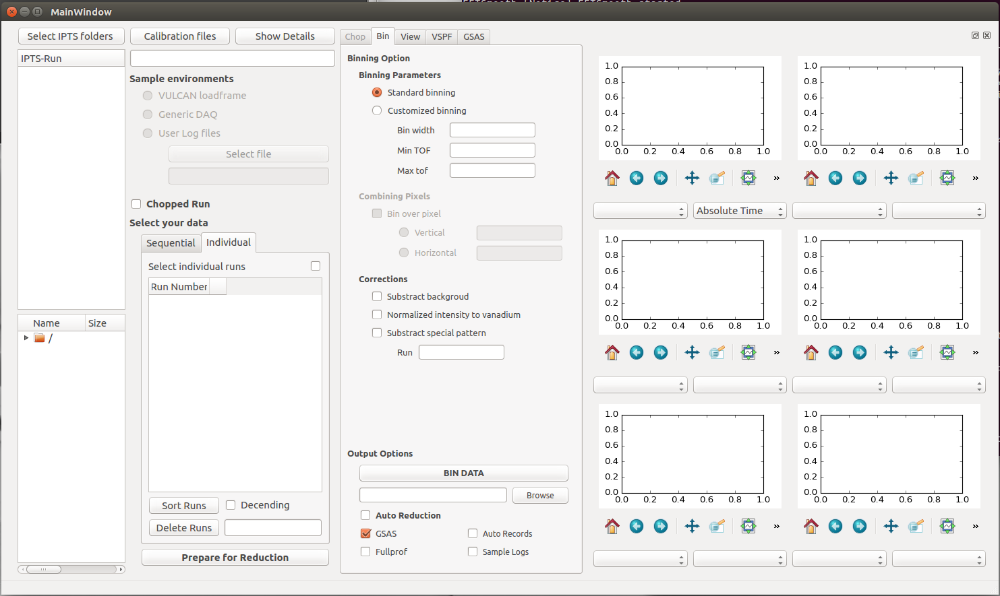 MainWindow
Select IPTS folders
Calibration files
Show Details
IPTS-Run
Sample environments
VULCAN loadframe
Generic DAQ
User Log files
Select file
Chopped Run
Select your data
Sequential
Individual
Select individual runs
Run Number
Name
Size
/
Sort Runs
Decending
Delete Runs
Prepare for Reduction
Chop
Bin
View
VSPF
GSAS
Binning Option
Binning Parameters
Standard binning
Customized binning
Bin width
Min TOF
Max tof
Combining Pixels
Bin over pixel
Vertical
Horizontal
Corrections
Substract backgroud
Normalized intensity to vanadium
Substract special pattern
Run
Output Options
BIN DATA
Browse
Auto Reduction
GSAS
Auto Records
Fullprof
Sample Logs
1.0
0.8
0.6
0.4
0.2
0.0
0.0 0.2 0.4 0.6 0.8 1.0
1.0
0.8
0.6
0.4
0.2
0.0
0.0 0.2 0.4 0.6 0.8 1.0
»
»
Absolute Time
1.0
0.8
0.6
0.4
0.2
0.0
0.0 0.2 0.4 0.6 0.8 1.0
1.0
0.8
0.6
0.4
0.2
0.0
0.0 0.2 0.4 0.6 0.8 1.0
»
»
1.0
0.8
0.6
0.4
0.2
0.0
0.0 0.2 0.4 0.6 0.8 1.0
1.0
0.8
0.6
0.4
0.2
0.0
0.0 0.2 0.4 0.6 0.8 1.0
»
»